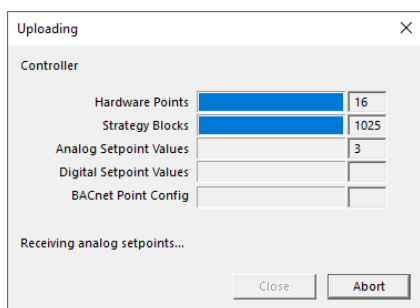 Uploading
Controller
Hardware Points 16
Strategy Blocks 1025
Analog Setpoint Values 3
Digital Setpoint Values
BACnet Point Config
Receiving analog setpoints...
Close Abort